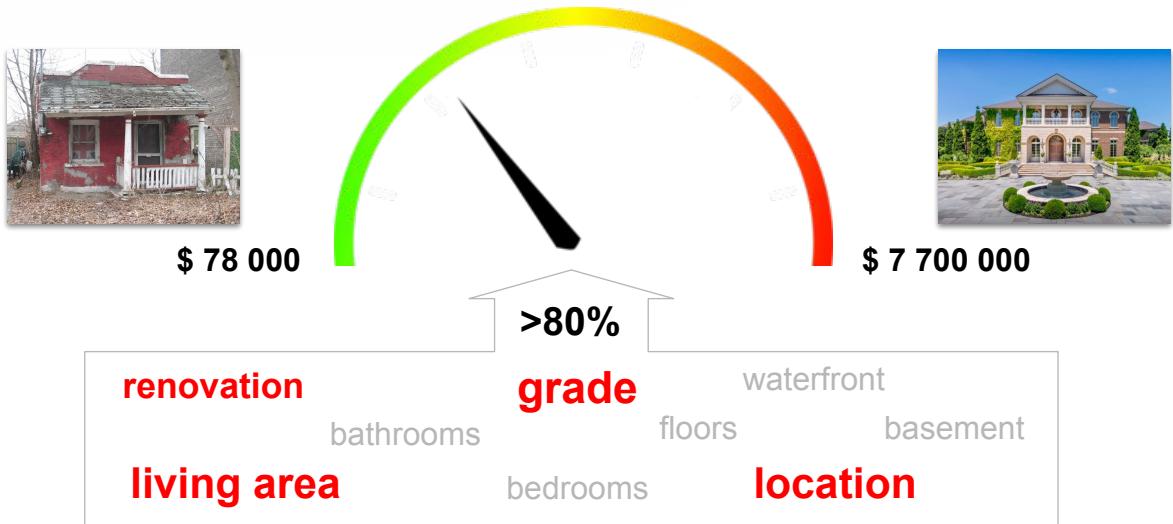 $ 78 000
$ 7 700 000
>80%
renovation
grade
waterfront
bathrooms
floors
basement
living area
bedrooms
location